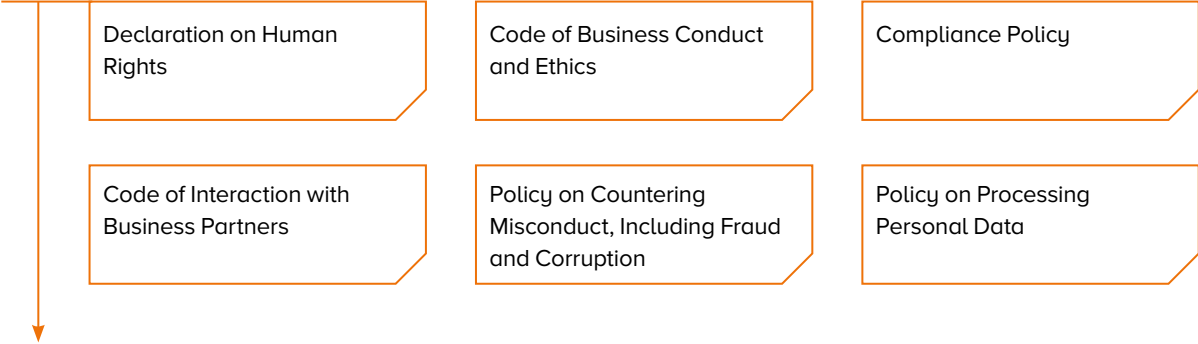 Declaration on Human
Rights
Code of Business Conduct
and Ethics
Compliance Policy
Code of Interaction with
Business Partners
Policy on Countering
Misconduct, Including Fraud
and Corruption
Policy on Processing
Personal Data